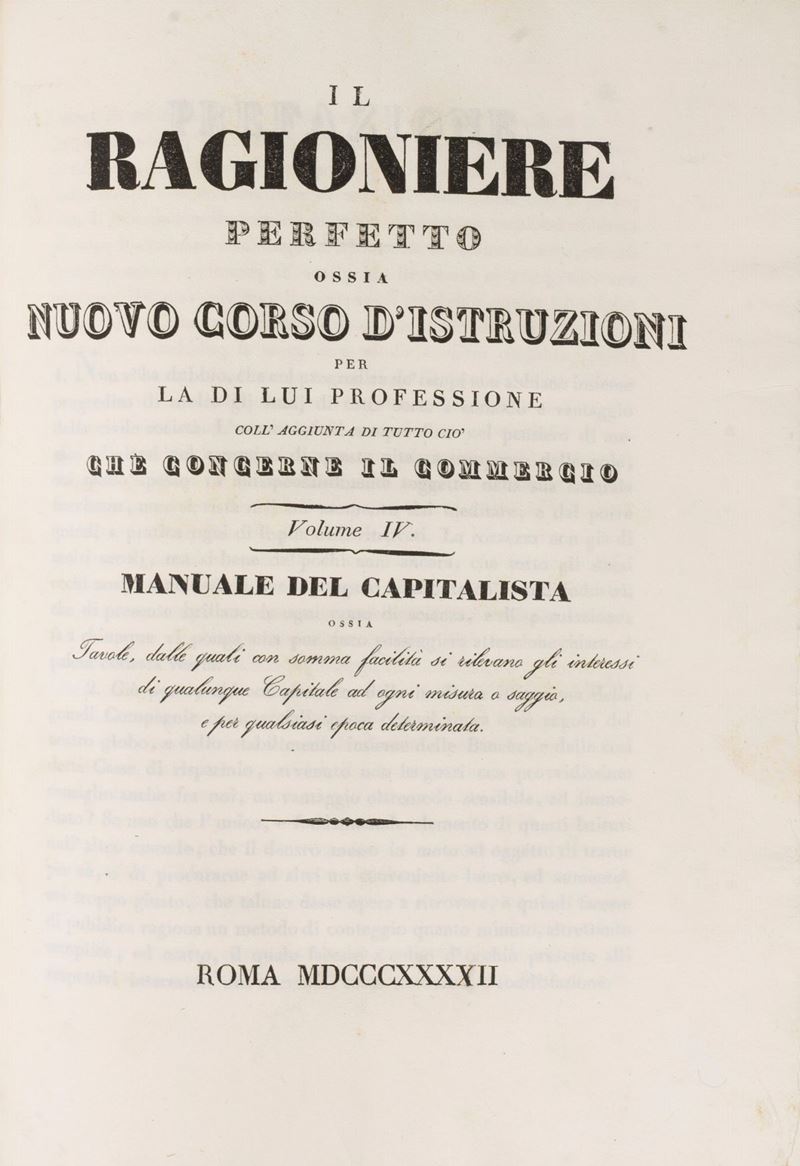 IL
RAGIONIERE
PERFETTO
OSSIA
NUOVO CORSO D'ISTRUZIONI
PER
LA DI LUI PROFESSIONE
COLL' AGGIUNTA DI TUTTO CIO'
CHE CONCERNE IL COMMERCIO
Volume IV.
MANUALE DEL CAPITALISTA
OSSIA
Tavole, dalle quali con somma facilità si rilevano gli interessi
di qualunque Capitale ad ogni misura o saggio,
e per qualsiasi epoca determinata.
ROMA MDCCCXXXXII